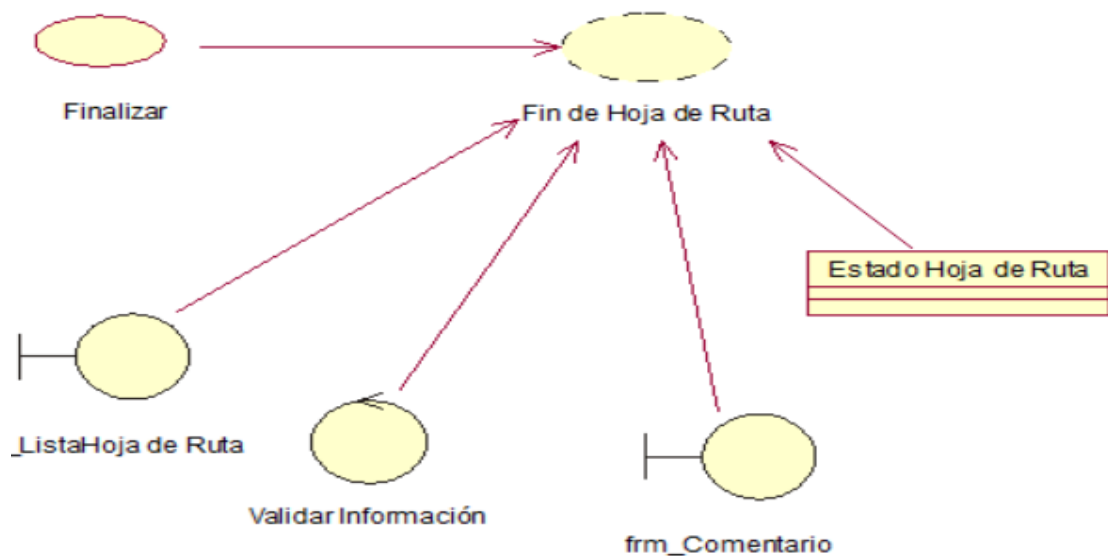 Finalizar
Fin de Hoja de Ruta
Estado Hoja de Ruta
_ListaHoja de Ruta
Validar Información
frm_Comentario